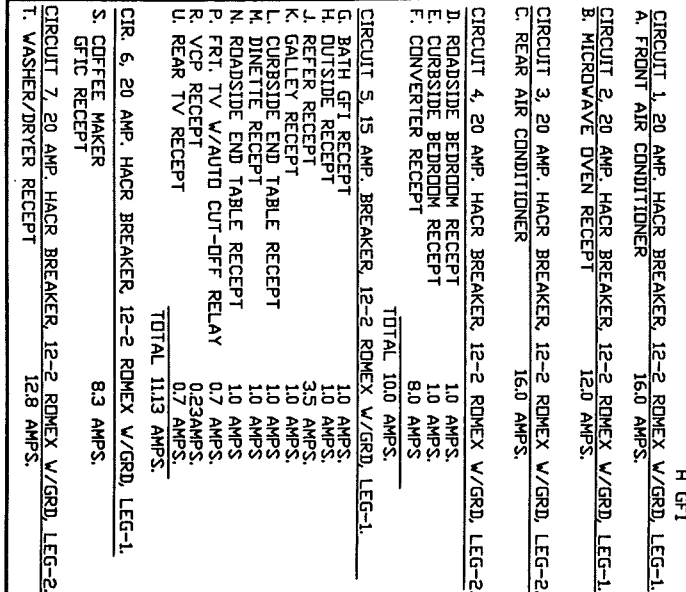 H GFI
CIRCUIT 1, 20 AMP. HACR BREAKER, 12-2 ROMEX W/GRD, LEG-1.
A. FRONT AIR CONDITIONER 16.0 AMPS.
CIRCUIT 2, 20 AMP. HACR BREAKER, 12-2 ROMEX W/GRD, LEG-1.
B. MICROWAVE OVEN RECEPT 12.0 AMPS.
CIRCUIT 3, 20 AMP. HACR BREAKER, 12-2 ROMEX W/GRD, LEG-2.
C. REAR AIR CONDITIONER 16.0 AMPS.
CIRCUIT 4, 20 AMP. HACR BREAKER, 12-2 ROMEX W/GRD, LEG-2.
D. ROADSIDE BEDROOM RECEPT 1.0 AMPS.
E. CURBSIDE BEDROOM RECEPT 1.0 AMPS
F. CONVERTER RECEPT 8.0 AMPS
TOTAL 10.0 AMPS.
CIRCUIT 5, 15 AMP. BREAKER, 12-2 ROMEX W/GRD, LEG-1.
G. BATH GFI RECEPT 1.0 AMPS.
H. OUTSIDE RECEPT 1.0 AMPS.
J. REFER RECEPT 3.5 AMPS.
K. GALLEY RECEPT 1.0 AMPS.
L. CURBSIDE END TABLE RECEPT 1.0 AMPS
M. DINETTE RECEPT 1.0 AMPS
N. ROADSIDE END TABLE RECEPT 1.0 AMPS
P. FRT. TV W/AUTO CUT-OFF RELAY 0.7 AMPS
R. VCP RECEPT 0.23AMPS.
U. REAR TV RECEPT 0.7 AMPS.
TOTAL 11.13 AMPS.
CIR. 6, 20 AMP. HACR BREAKER, 12-2 ROMEX W/GRD, LEG-1.
S. COFFEE MAKER 8.3 AMPS.
GFIC RECEPT
CIRCUIT 7, 20 AMP. HACR BREAKER, 12-2 ROMEX W/GRD, LEG-2.
T. WASHER/DRYER RECEPT 12.8 AMPS.